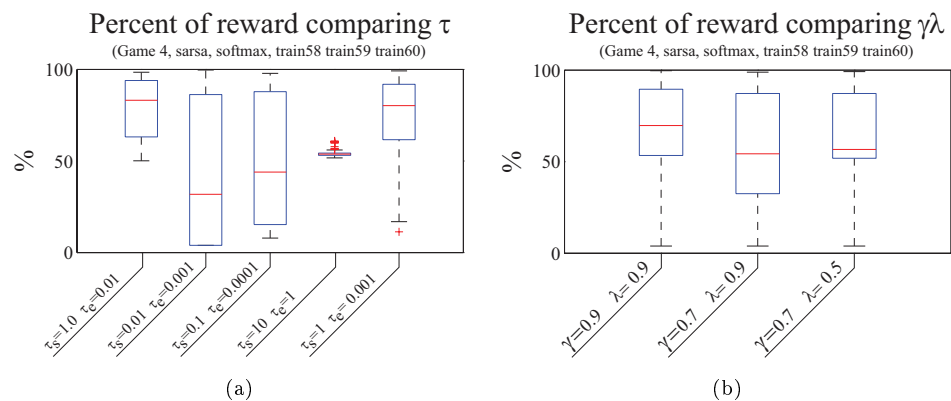 Percent of reward comparing τ
(Game 4, sarsa, softmax, train58 train59 train60)
100
50
0
%
τs=1.0 τe=0.01
τs=0.01 τe=0.001
τs=0.1 τe=0.0001
τs=10 τe=1
τs=1 τe= 0.001
(a)
Percent of reward comparing γλ
(Game 4, sarsa, softmax, train58 train59 train60)
100
50
0
%
γ=0.9 λ= 0.9
γ=0.7 λ= 0.9
γ=0.7 λ= 0.5
(b)